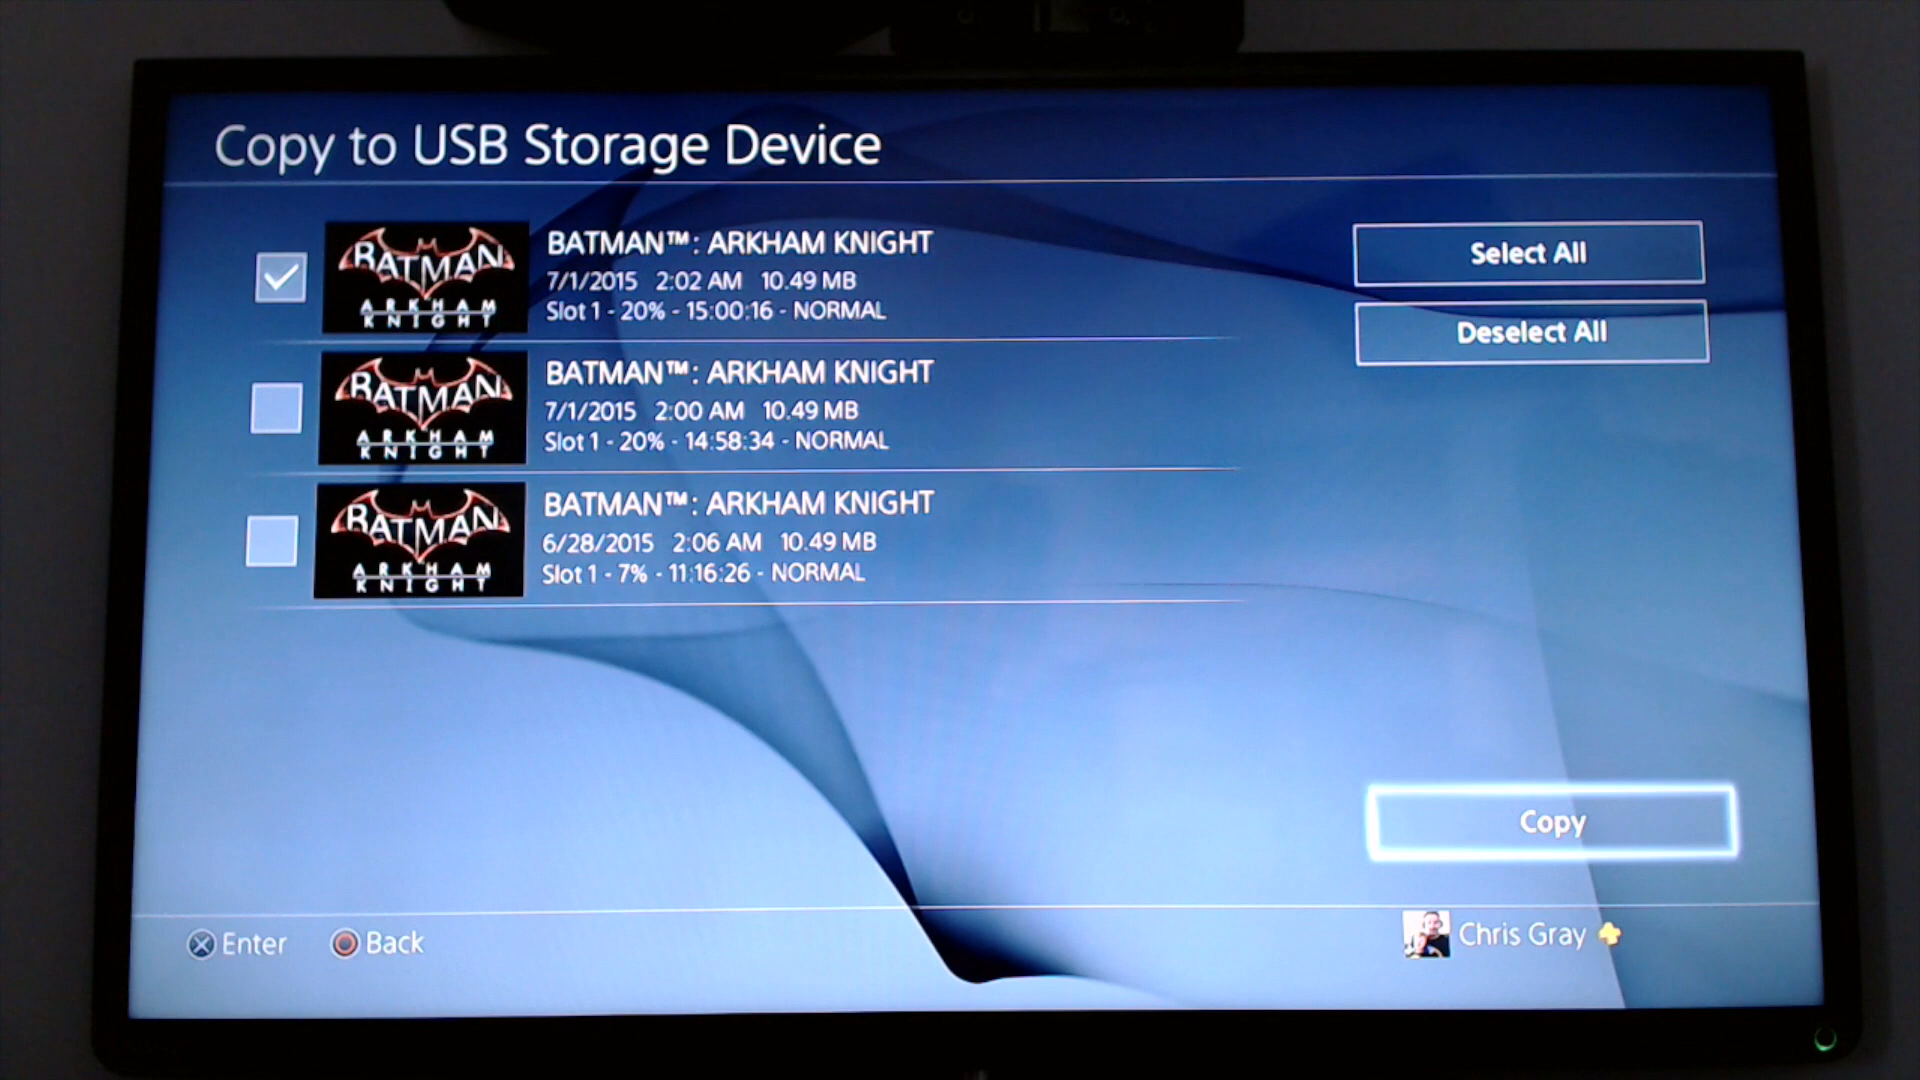 Copy to USB Storage Device
BATMAN
ARKHAM
KNIGHT
BATMAN™: ARKHAM KNIGHT
7/1/2015 2:02 AM 10.49 MB
Slot 1 - 20% - 15:00:16 - NORMAL
BATMAN
ARKHAM
KNIGHT
BATMAN™: ARKHAM KNIGHT
7/1/2015 2:00 AM 10.49 MB
Slot 1 - 20% - 14:58:34 - NORMAL
BATMAN
ARKHAM
KNIGHT
BATMAN™: ARKHAM KNIGHT
6/28/2015 2:06 AM 10.49 MB
Slot 1 - 7% - 11:16:26 - NORMAL
Select All
Deselect All
Copy
Enter Back
Chris Gray